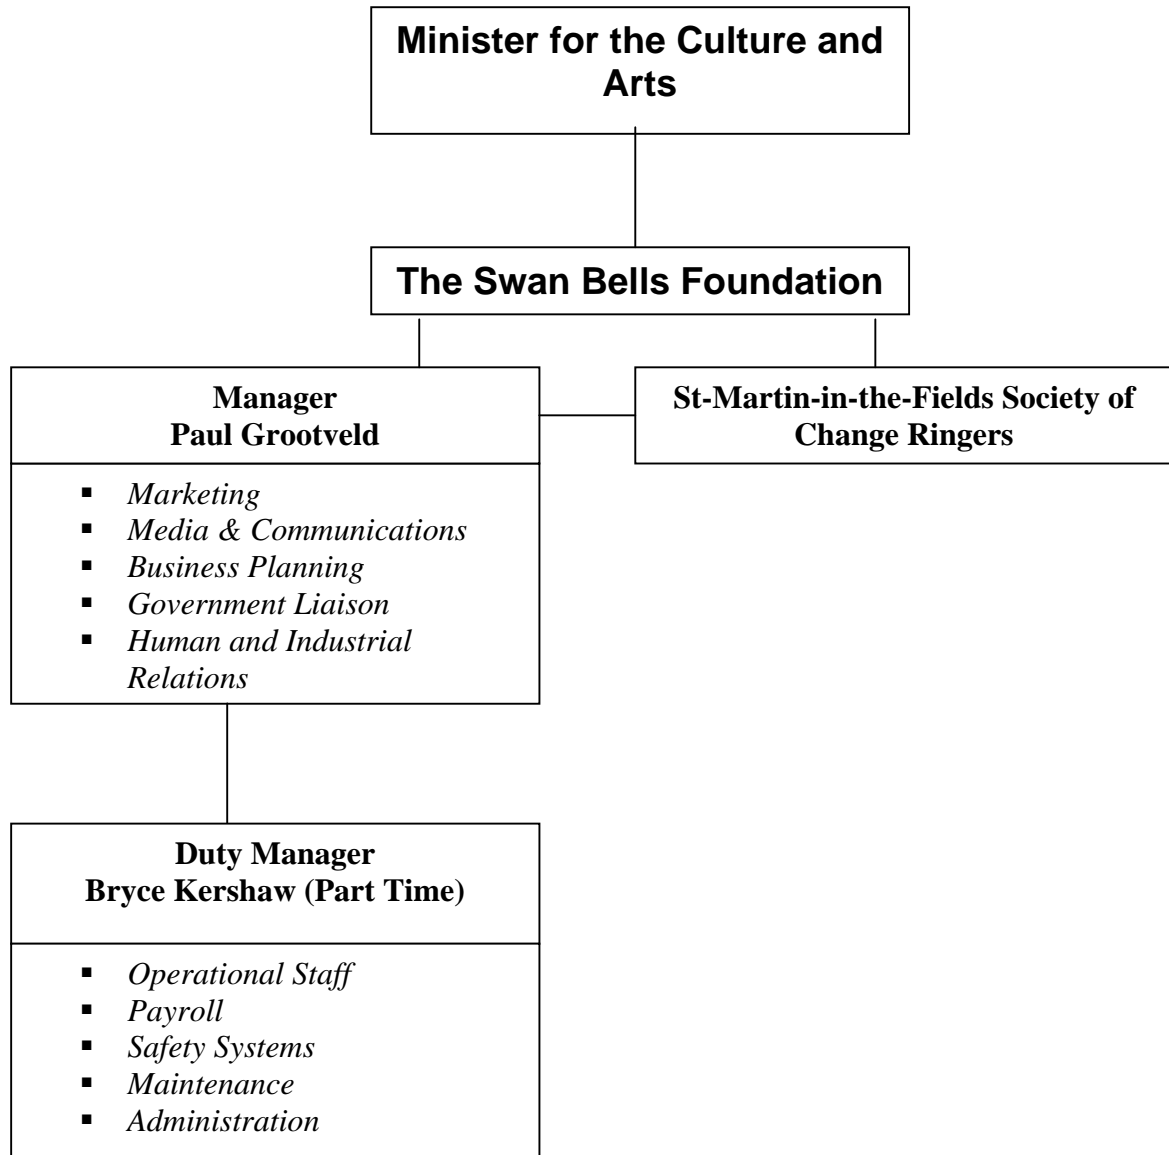 Minister for the Culture and
Arts
The Swan Bells Foundation
Manager
Paul Grootveld
▪ Marketing
▪ Media & Communications
▪ Business Planning
▪ Government Liaison
▪ Human and Industrial
Relations
St-Martin-in-the-Fields Society of
Change Ringers
Duty Manager
Bryce Kershaw (Part Time)
▪ Operational Staff
▪ Payroll
▪ Safety Systems
▪ Maintenance
▪ Administration